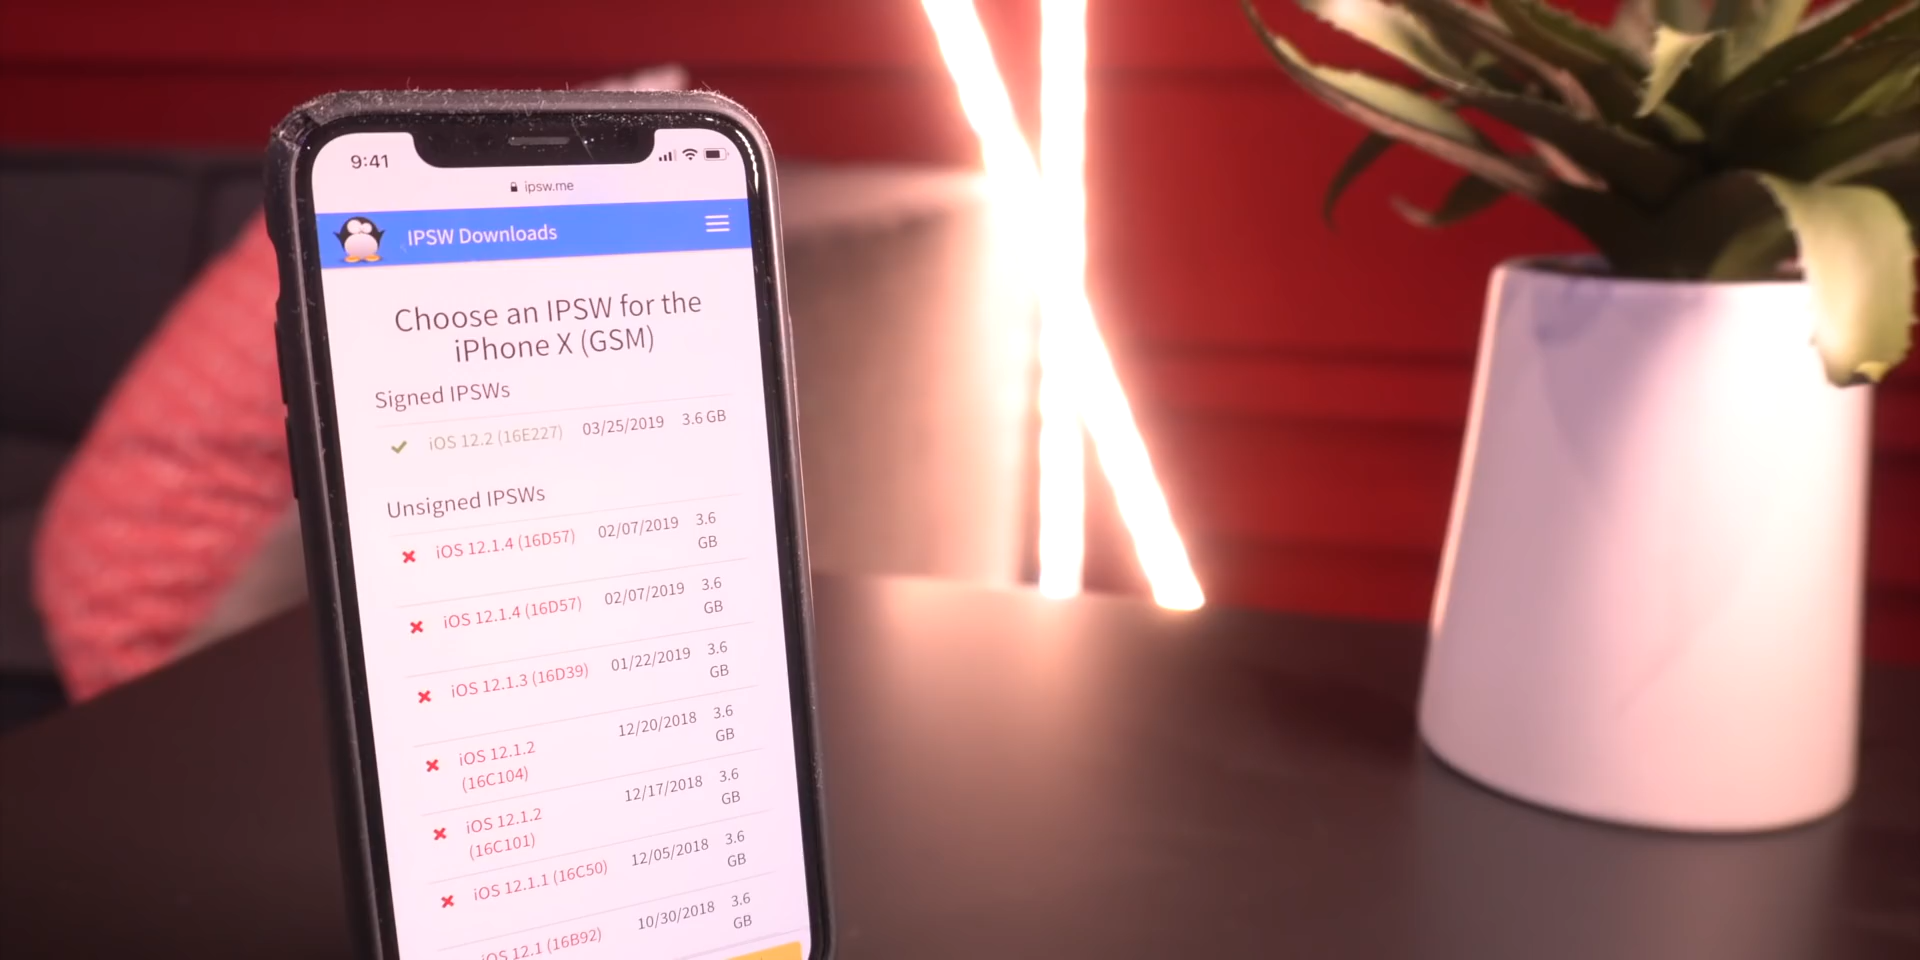 9:41
ipsw.me
IPSW Downloads
Choose an IPSW for the
iPhone X (GSM)
Signed IPSWs
iOS 12.2 (16E227) 03/25/2019 3.6 GB
Unsigned IPSWs
iOS 12.1.4 (16D57) 02/07/2019 3.6
GB
iOS 12.1.4 (16D57) 02/07/2019 3.6
GB
iOS 12.1.3 (16D39) 01/22/2019 3.6
GB
iOS 12.1.2 12/20/2018 3.6
(16C104) GB
iOS 12.1.2 12/17/2018 3.6
(16C101) GB
iOS 12.1.1 (16C50) 12/05/2018 3.6
GB
iOS 12.1 (16B92) 10/30/2018 3.6
GB